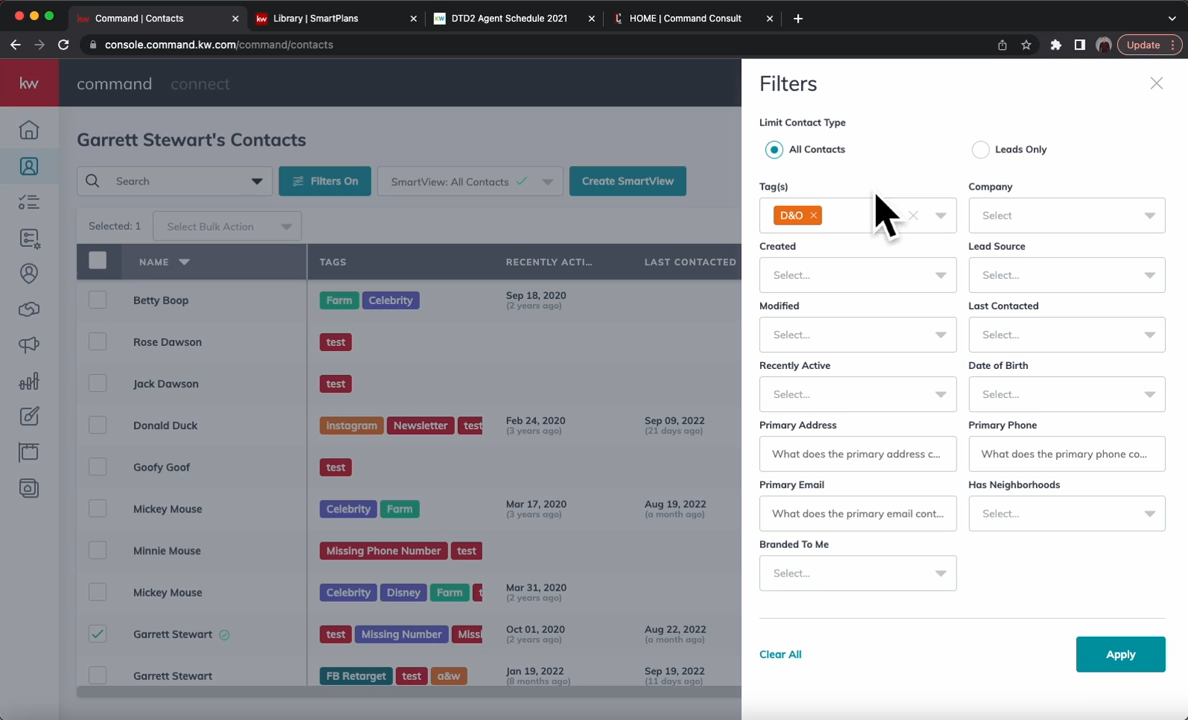 Command | Contacts
Library | SmartPlans
DTD2 Agent Schedule 2021
HOME | Command Consult
console.command.kw.com/command/contacts
Update
kw
command connect
Garrett Stewart's Contacts
Search
Filters On
SmartView: All Contacts
Create SmartView
Selected: 1
Select Bulk Action
NAME TAGS RECENTLY ACTI... LAST CONTACTED
Betty Boop Farm Celebrity Sep 18, 2020
(2 years ago)
Rose Dawson test
Jack Dawson test
Donald Duck Instagram Newsletter test Feb 24, 2020 Sep 09, 2022
(3 years ago) (21 days ago)
Goofy Goof test
Mickey Mouse Celebrity Farm Mar 17, 2020 Aug 19, 2022
(3 years ago) (a month ago)
Minnie Mouse Missing Phone Number test
Mickey Mouse Celebrity Disney Farm Mar 31, 2020
(2 years ago)
Garrett Stewart test Missing Number Missi Oct 01, 2020 Aug 22, 2022
(2 years ago) (a month ago)
Garrett Stewart FB Retarget test a&w Jan 19, 2022 Sep 19, 2022
(8 months ago) (11 days ago)
Filters
Limit Contact Type
All Contacts Leads Only
Tag(s) Company
D&O Select
Created Lead Source
Select... Select...
Modified Last Contacted
Select... Select...
Recently Active Date of Birth
Select... Select...
Primary Address Primary Phone
What does the primary address c... What does the primary phone co...
Primary Email Has Neighborhoods
What does the primary email cont... Select...
Branded To Me
Select...
Clear All
Apply